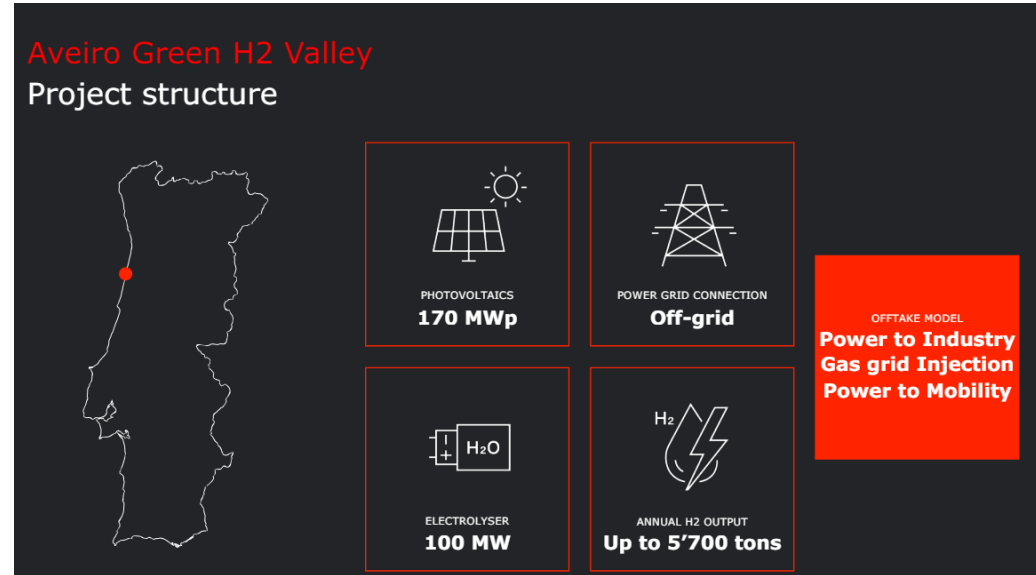 Aveiro Green H2 Valley
Project structure
PHOTOVOLTAICS
170 MWp
POWER GRID CONNECTION
Off-grid
OFFTAKE MODEL
Power to Industry
Gas grid Injection
Power to Mobility
H₂O
ELECTROLYSER
100 MW
H₂
ANNUAL H2 OUTPUT
Up to 5’700 tons